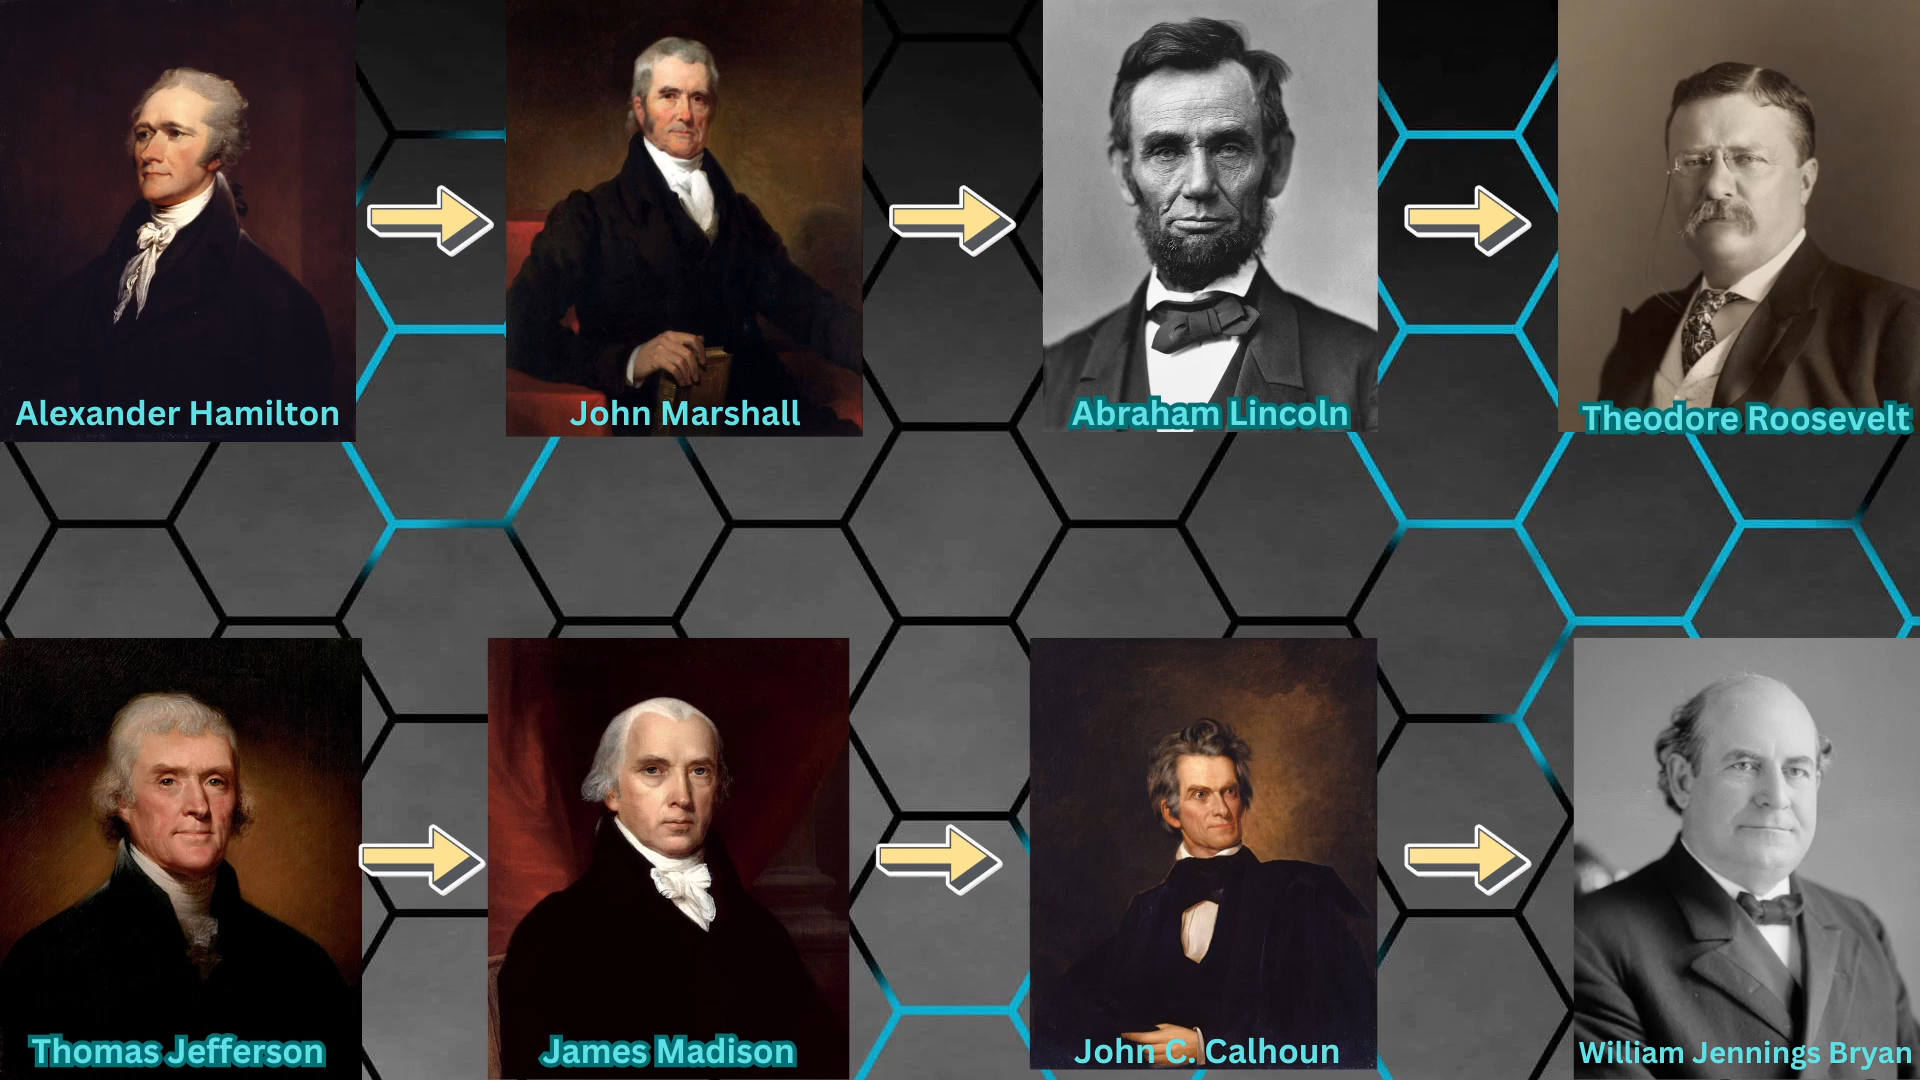 Alexander Hamilton
John Marshall
Abraham Lincoln
Theodore Roosevelt
Thomas Jefferson
James Madison
John C. Calhoun
William Jennings Bryan